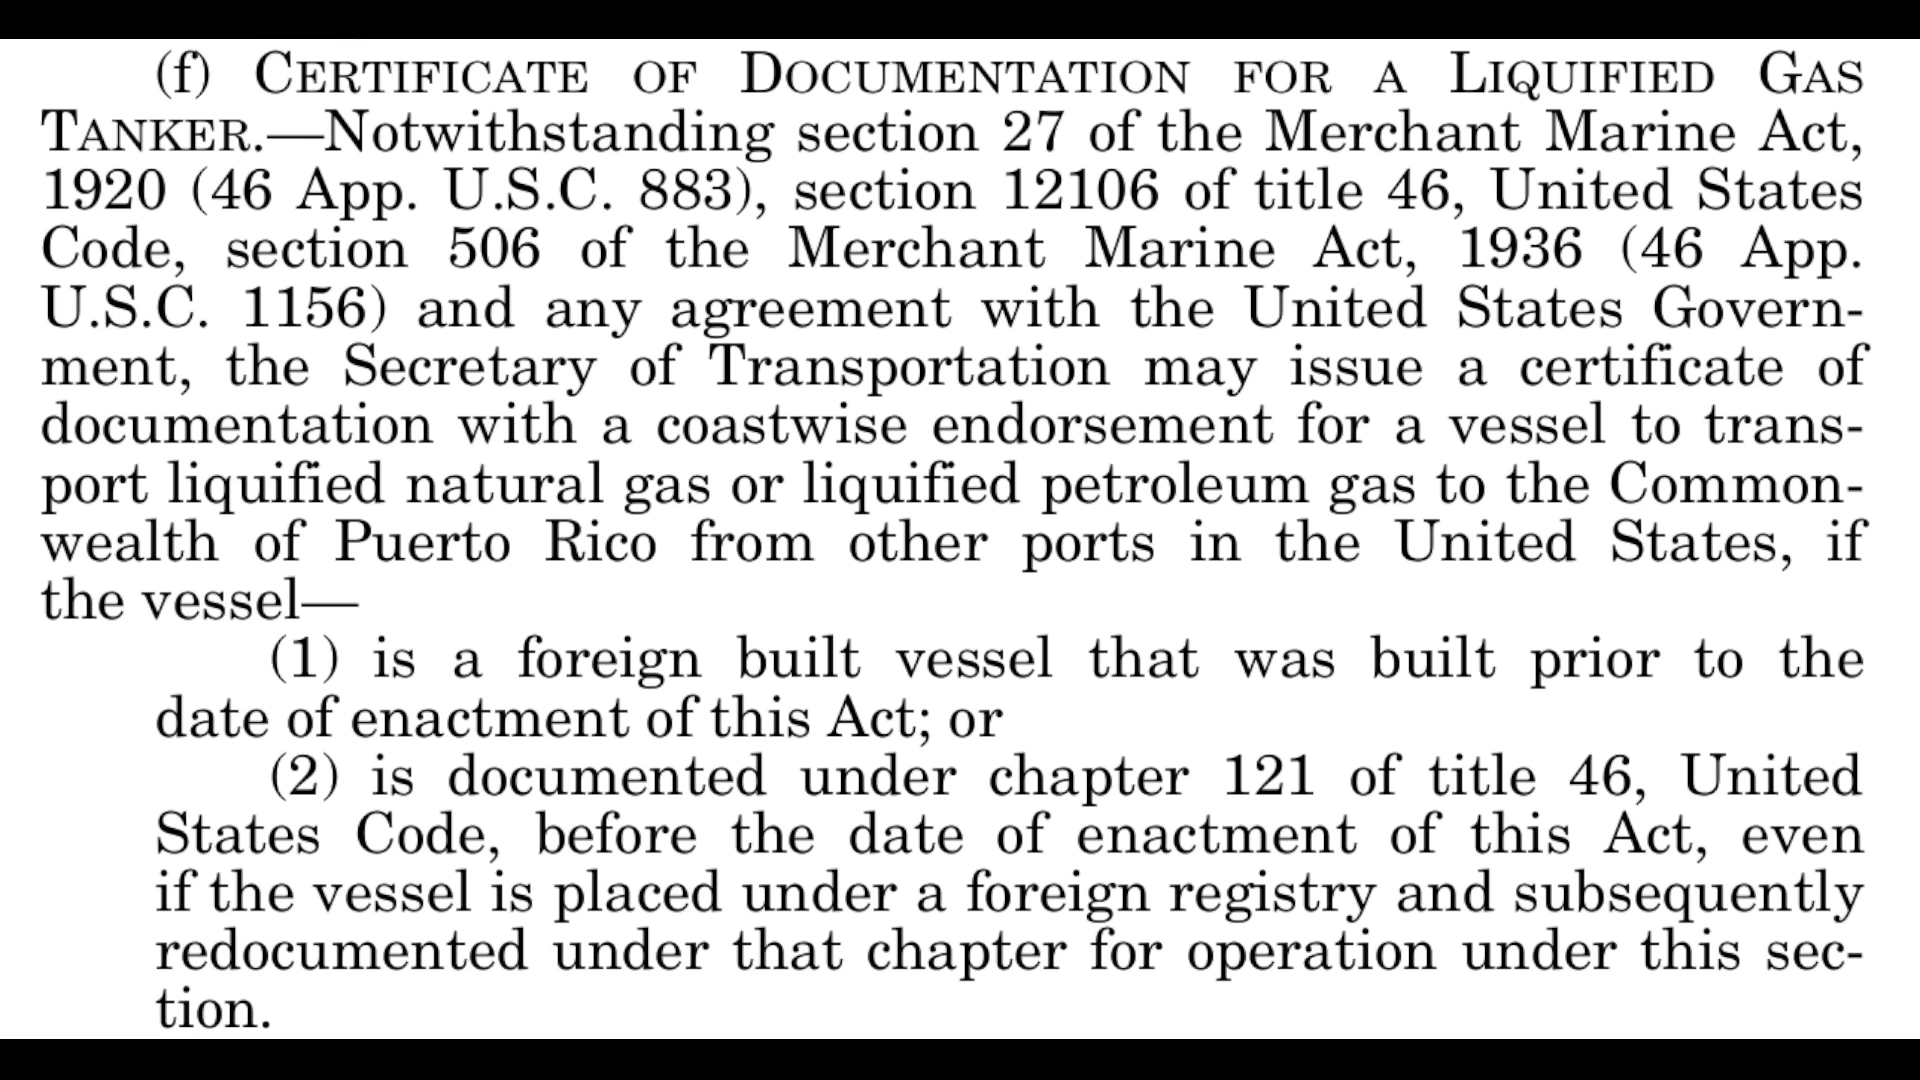 (f) CERTIFICATE OF DOCUMENTATION FOR A LIQUIFIED GAS
TANKER.—Notwithstanding section 27 of the Merchant Marine Act,
1920 (46 App. U.S.C. 883), section 12106 of title 46, United States
Code, section 506 of the Merchant Marine Act, 1936 (46 App.
U.S.C. 1156) and any agreement with the United States Govern-
ment, the Secretary of Transportation may issue a certificate of
documentation with a coastwise endorsement for a vessel to trans-
port liquified natural gas or liquified petroleum gas to the Common-
wealth of Puerto Rico from other ports in the United States, if
the vessel—
(1) is a foreign built vessel that was built prior to the
date of enactment of this Act; or
(2) is documented under chapter 121 of title 46, United
States Code, before the date of enactment of this Act, even
if the vessel is placed under a foreign registry and subsequently
redocumented under that chapter for operation under this sec-
tion.